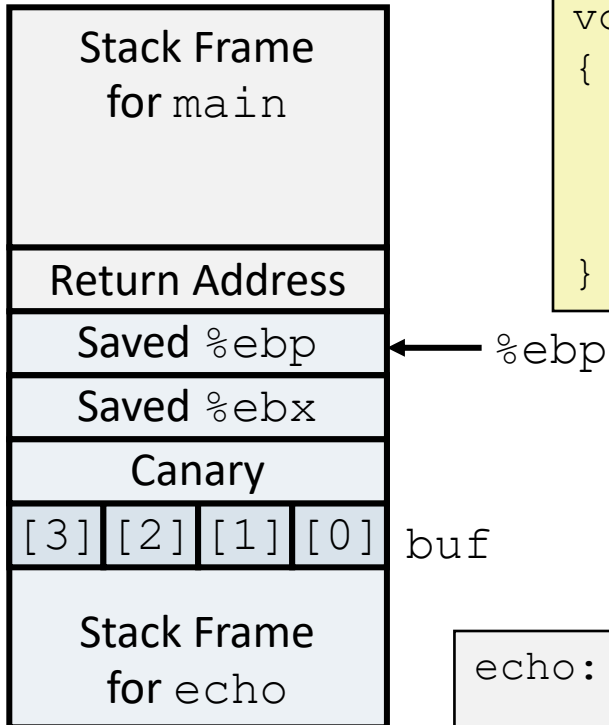 Stack Frame
for main
Return Address
Saved %ebp
%ebp
Saved %ebx
Canary
[3] [2] [1] [0]
buf
Stack Frame
for echo
{
}
echo: